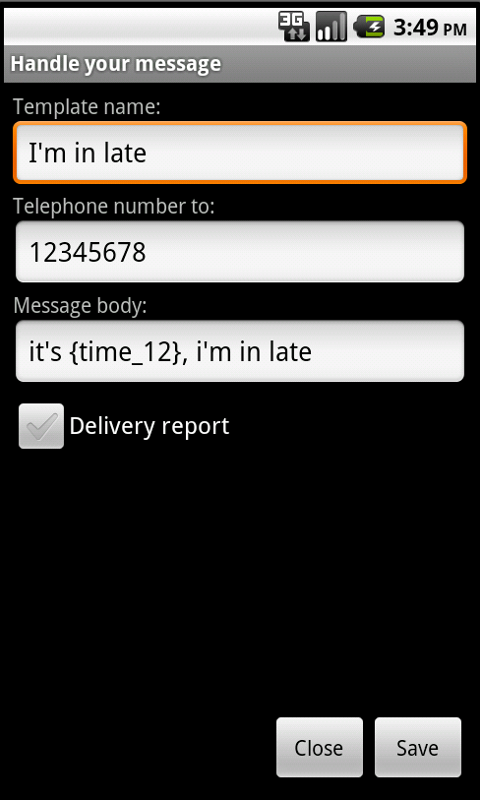 3G 3:49 PM
Handle your message
Template name:
I'm in late
Telephone number to:
12345678
Message body:
it's {time_12}, i'm in late
Delivery report
Close Save